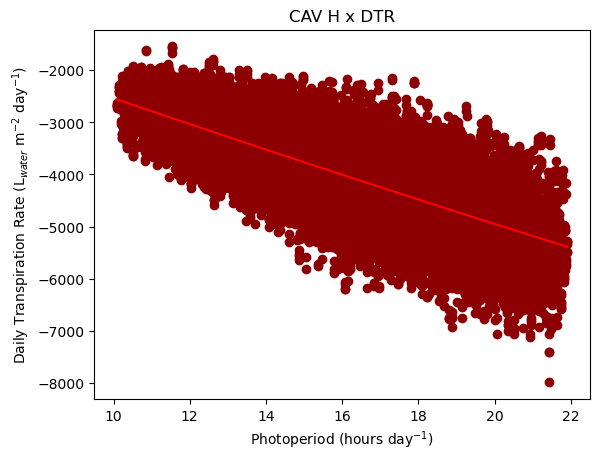 CAV H x DTR
Daily Transpiration Rate (L$_{water}$ m$^{-2}$ day$^{-1}$)
−2000
−3000
−4000
−5000
−6000
−7000
−8000
10 12 14 16 18 20 22
Photoperiod (hours day$^{-1}$)